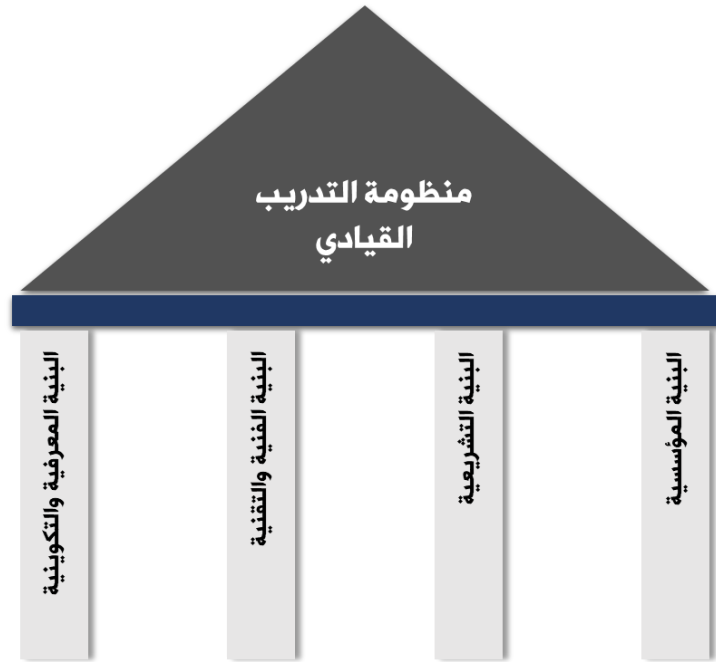 منظومة التدريب
القيادي
البنية المؤسسية
البنية التشريعية
البنية الفنية والتقنية
البنية المعرفية والتكوينية